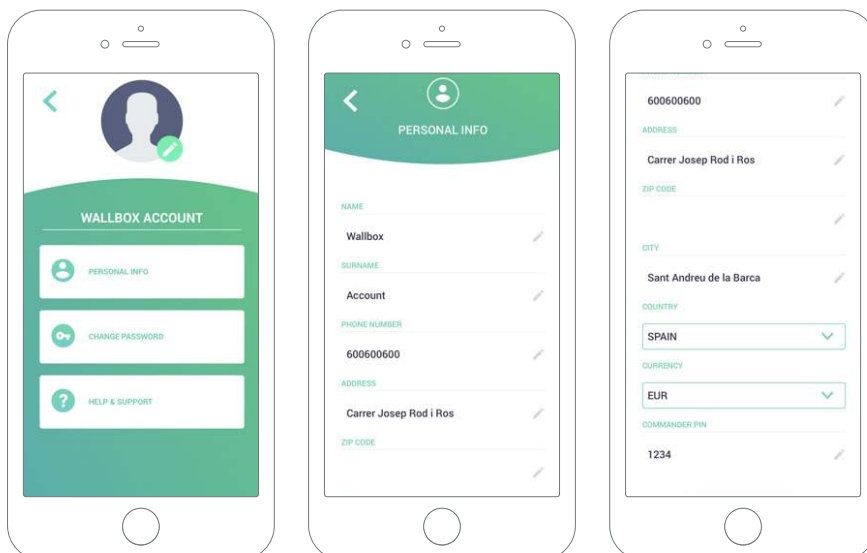 WALLBOX ACCOUNT
PERSONAL INFO
CHANGE PASSWORD
HELP & SUPPORT
PERSONAL INFO
NAME
Wallbox
SURNAME
Account
PHONE NUMBER
600600600
ADDRESS
Carrer Josep Rod i Ros
ZIP CODE
600600600
ADDRESS
Carrer Josep Rod i Ros
ZIP CODE
CITY
Sant Andreu de la Barca
COUNTRY
SPAIN
CURRENCY
EUR
COMMANDER PIN
1234